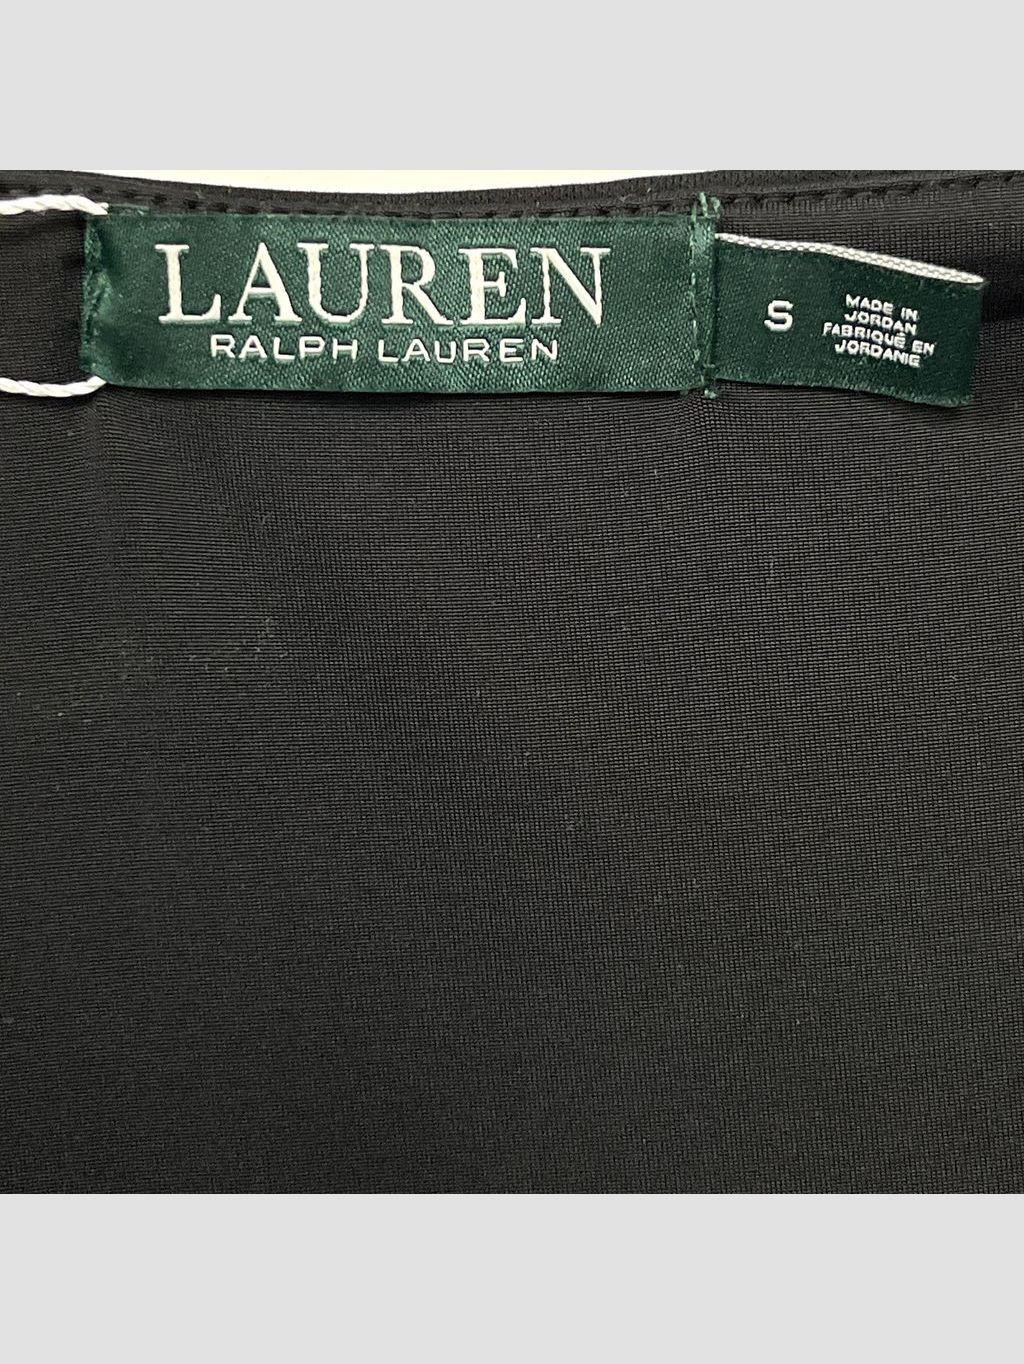 LAUREN
RALPH LAUREN
S
MADE IN
JORDAN
FABRIQUÉ EN
JORDANIE